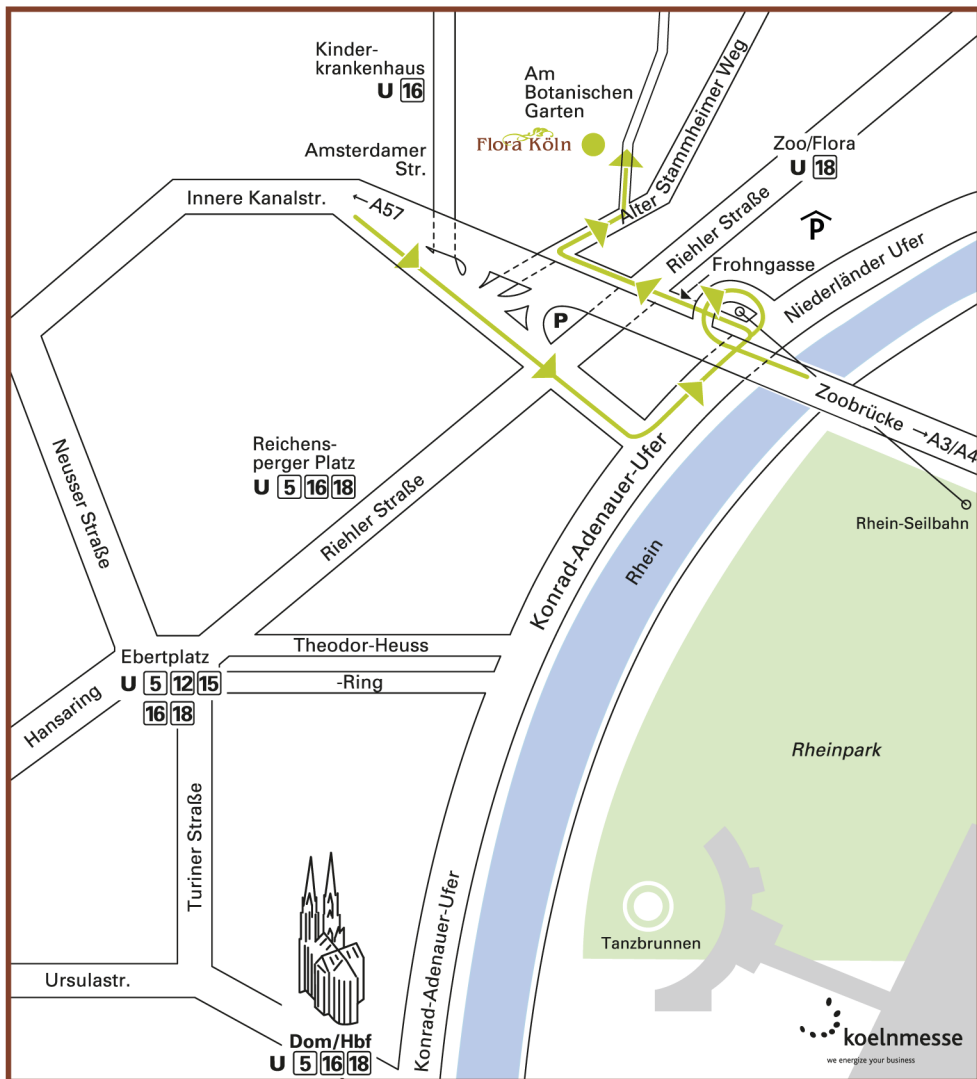 Kinder-
krankenhaus
U 16
Am
Botanischen
Garten
Flora Köln
Alter Stammheimer Weg
Zoo/Flora
U 18
Amsterdamer
Str.
Innere Kanalstr.
←A57
Riehler Straße
P
Frohngasse
Niederländer Ufer
P
Zoobrücke →A3/A4
Neusser Straße
Reichens-
perger Platz
U 5 16 18
Riehler Straße
Konrad-Adenauer-Ufer
Rhein
Rhein-Seilbahn
Ebertplatz
U 5 12 15
16 18
Theodor-Heuss
-Ring
Hansaring
Rheinpark
Turiner Straße
Konrad-Adenauer-Ufer
Tanzbrunnen
Ursulastr.
Dom/Hbf
U 5 16 18
koelnmesse
we energize your business